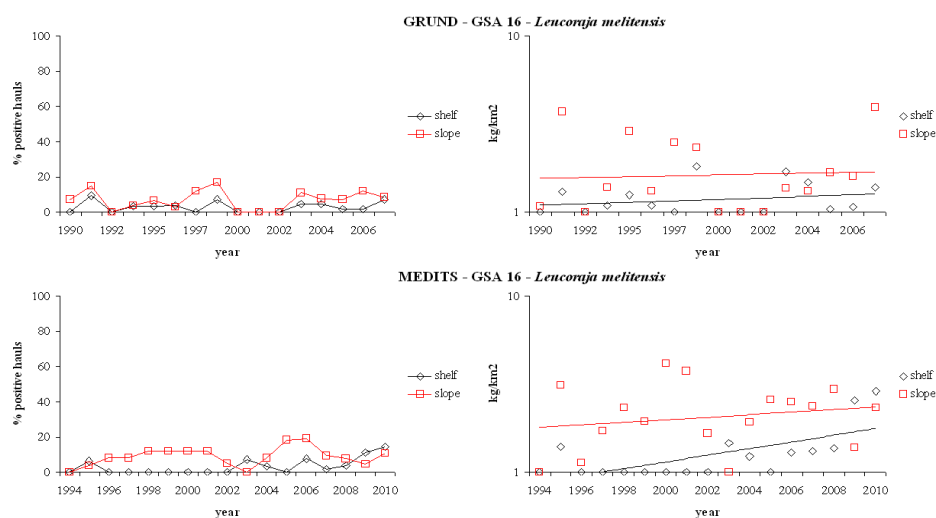 GRUND - GSA 16 - Leucoraja melitensis
100
80
60
40
20
0
% positive hauls
1990 1992 1995 1997 2000 2002 2004 2006
year
shelf
slope
10
1
kg/km2
1990 1992 1995 1997 2000 2002 2004 2006
year
shelf
slope
MEDITS - GSA 16 - Leucoraja melitensis
100
80
60
40
20
0
% positive hauls
1994 1996 1998 2000 2002 2004 2006 2008 2010
year
shelf
slope
10
1
kg/km2
1994 1996 1998 2000 2002 2004 2006 2008 2010
year
shelf
slope